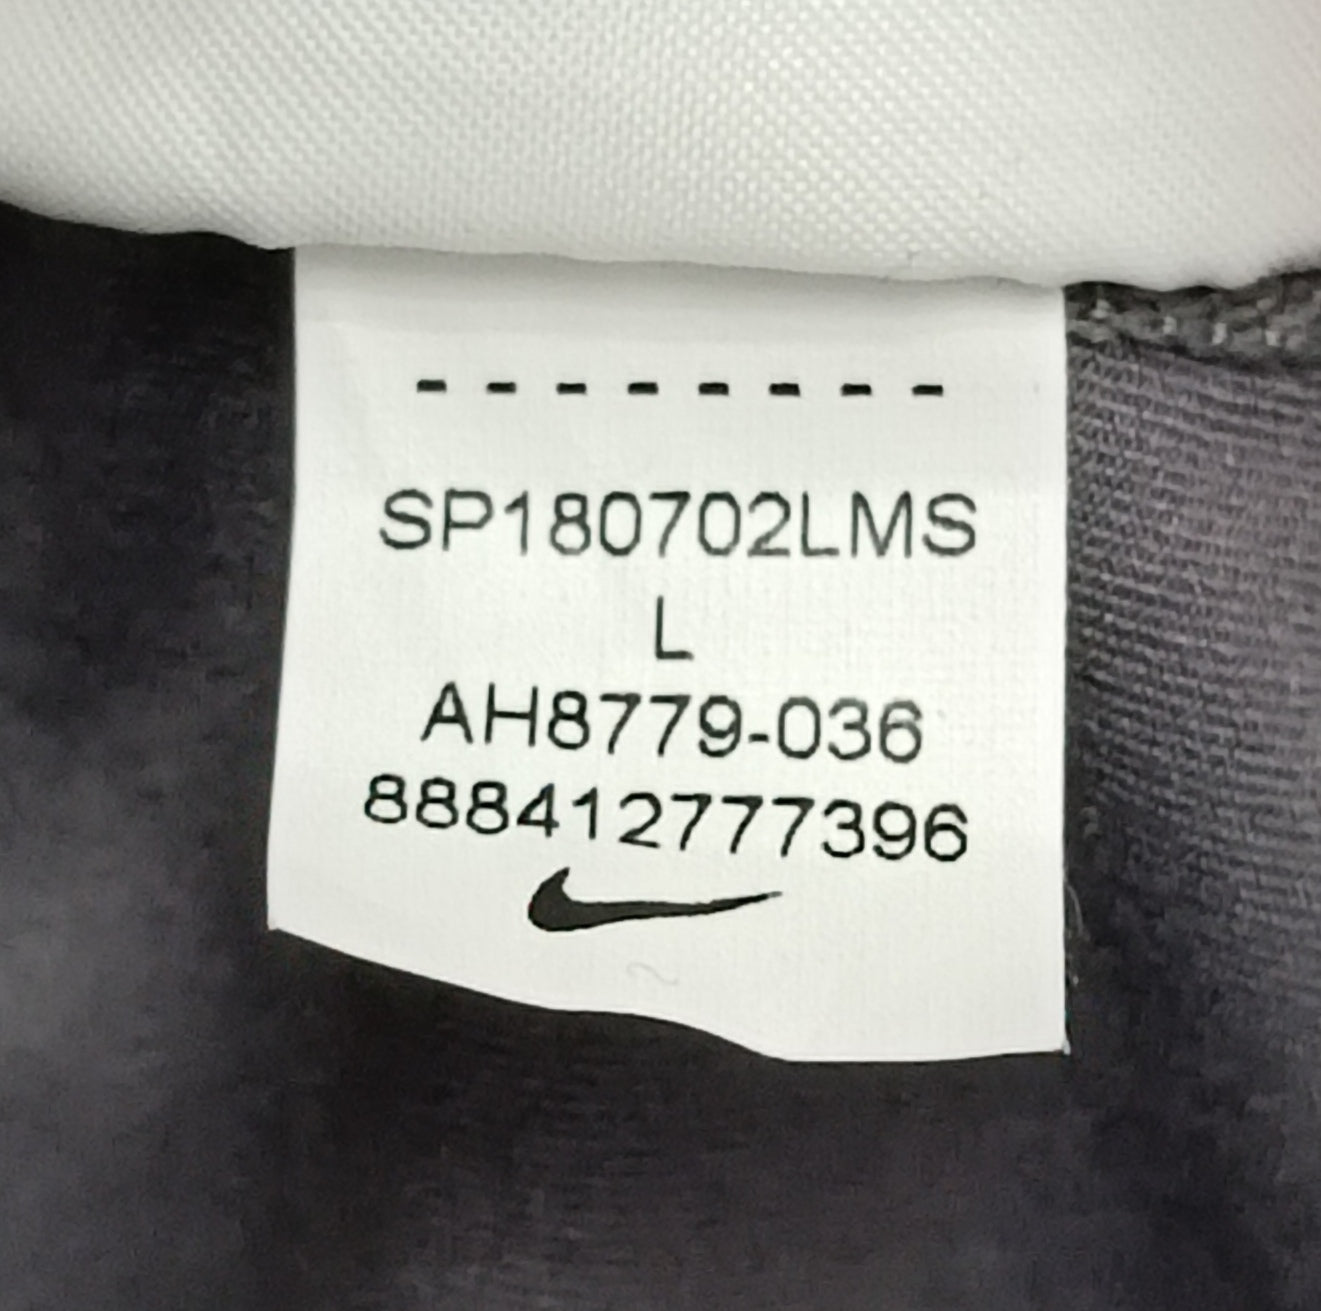 --------
SP180702LMS
L
AH8779-036
888412777396